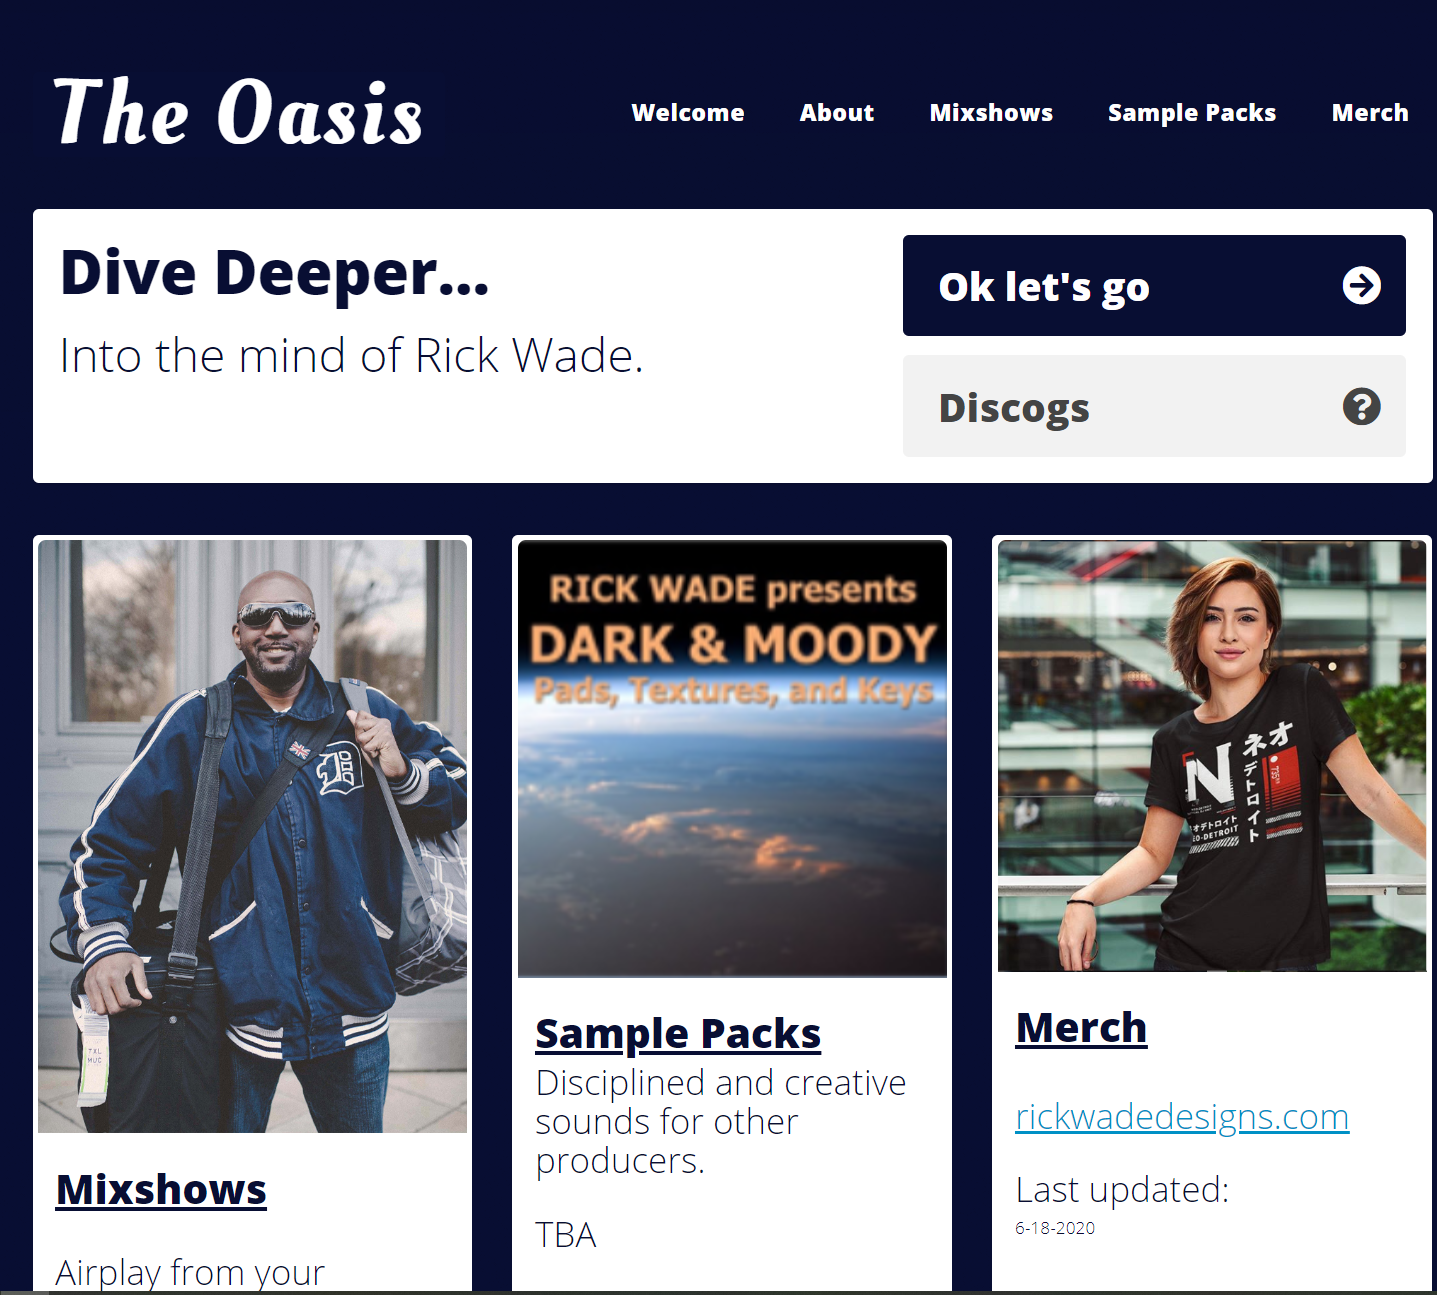 The Oasis
Welcome About Mixshows Sample Packs Merch
Dive Deeper...
Into the mind of Rick Wade.
Ok let's go
Discogs
D
TXL
MUC
Mixshows
Airplay from your
RICK WADE presents
DARK & MOODY
Pads, Textures, and Keys
Sample Packs
Disciplined and creative
sounds for other
producers.
TBA
N
ネオ
デトロイト
ネオデトロイト
EO-DETROIT
Merch
rickwadedesigns.com
Last updated:
6-18-2020